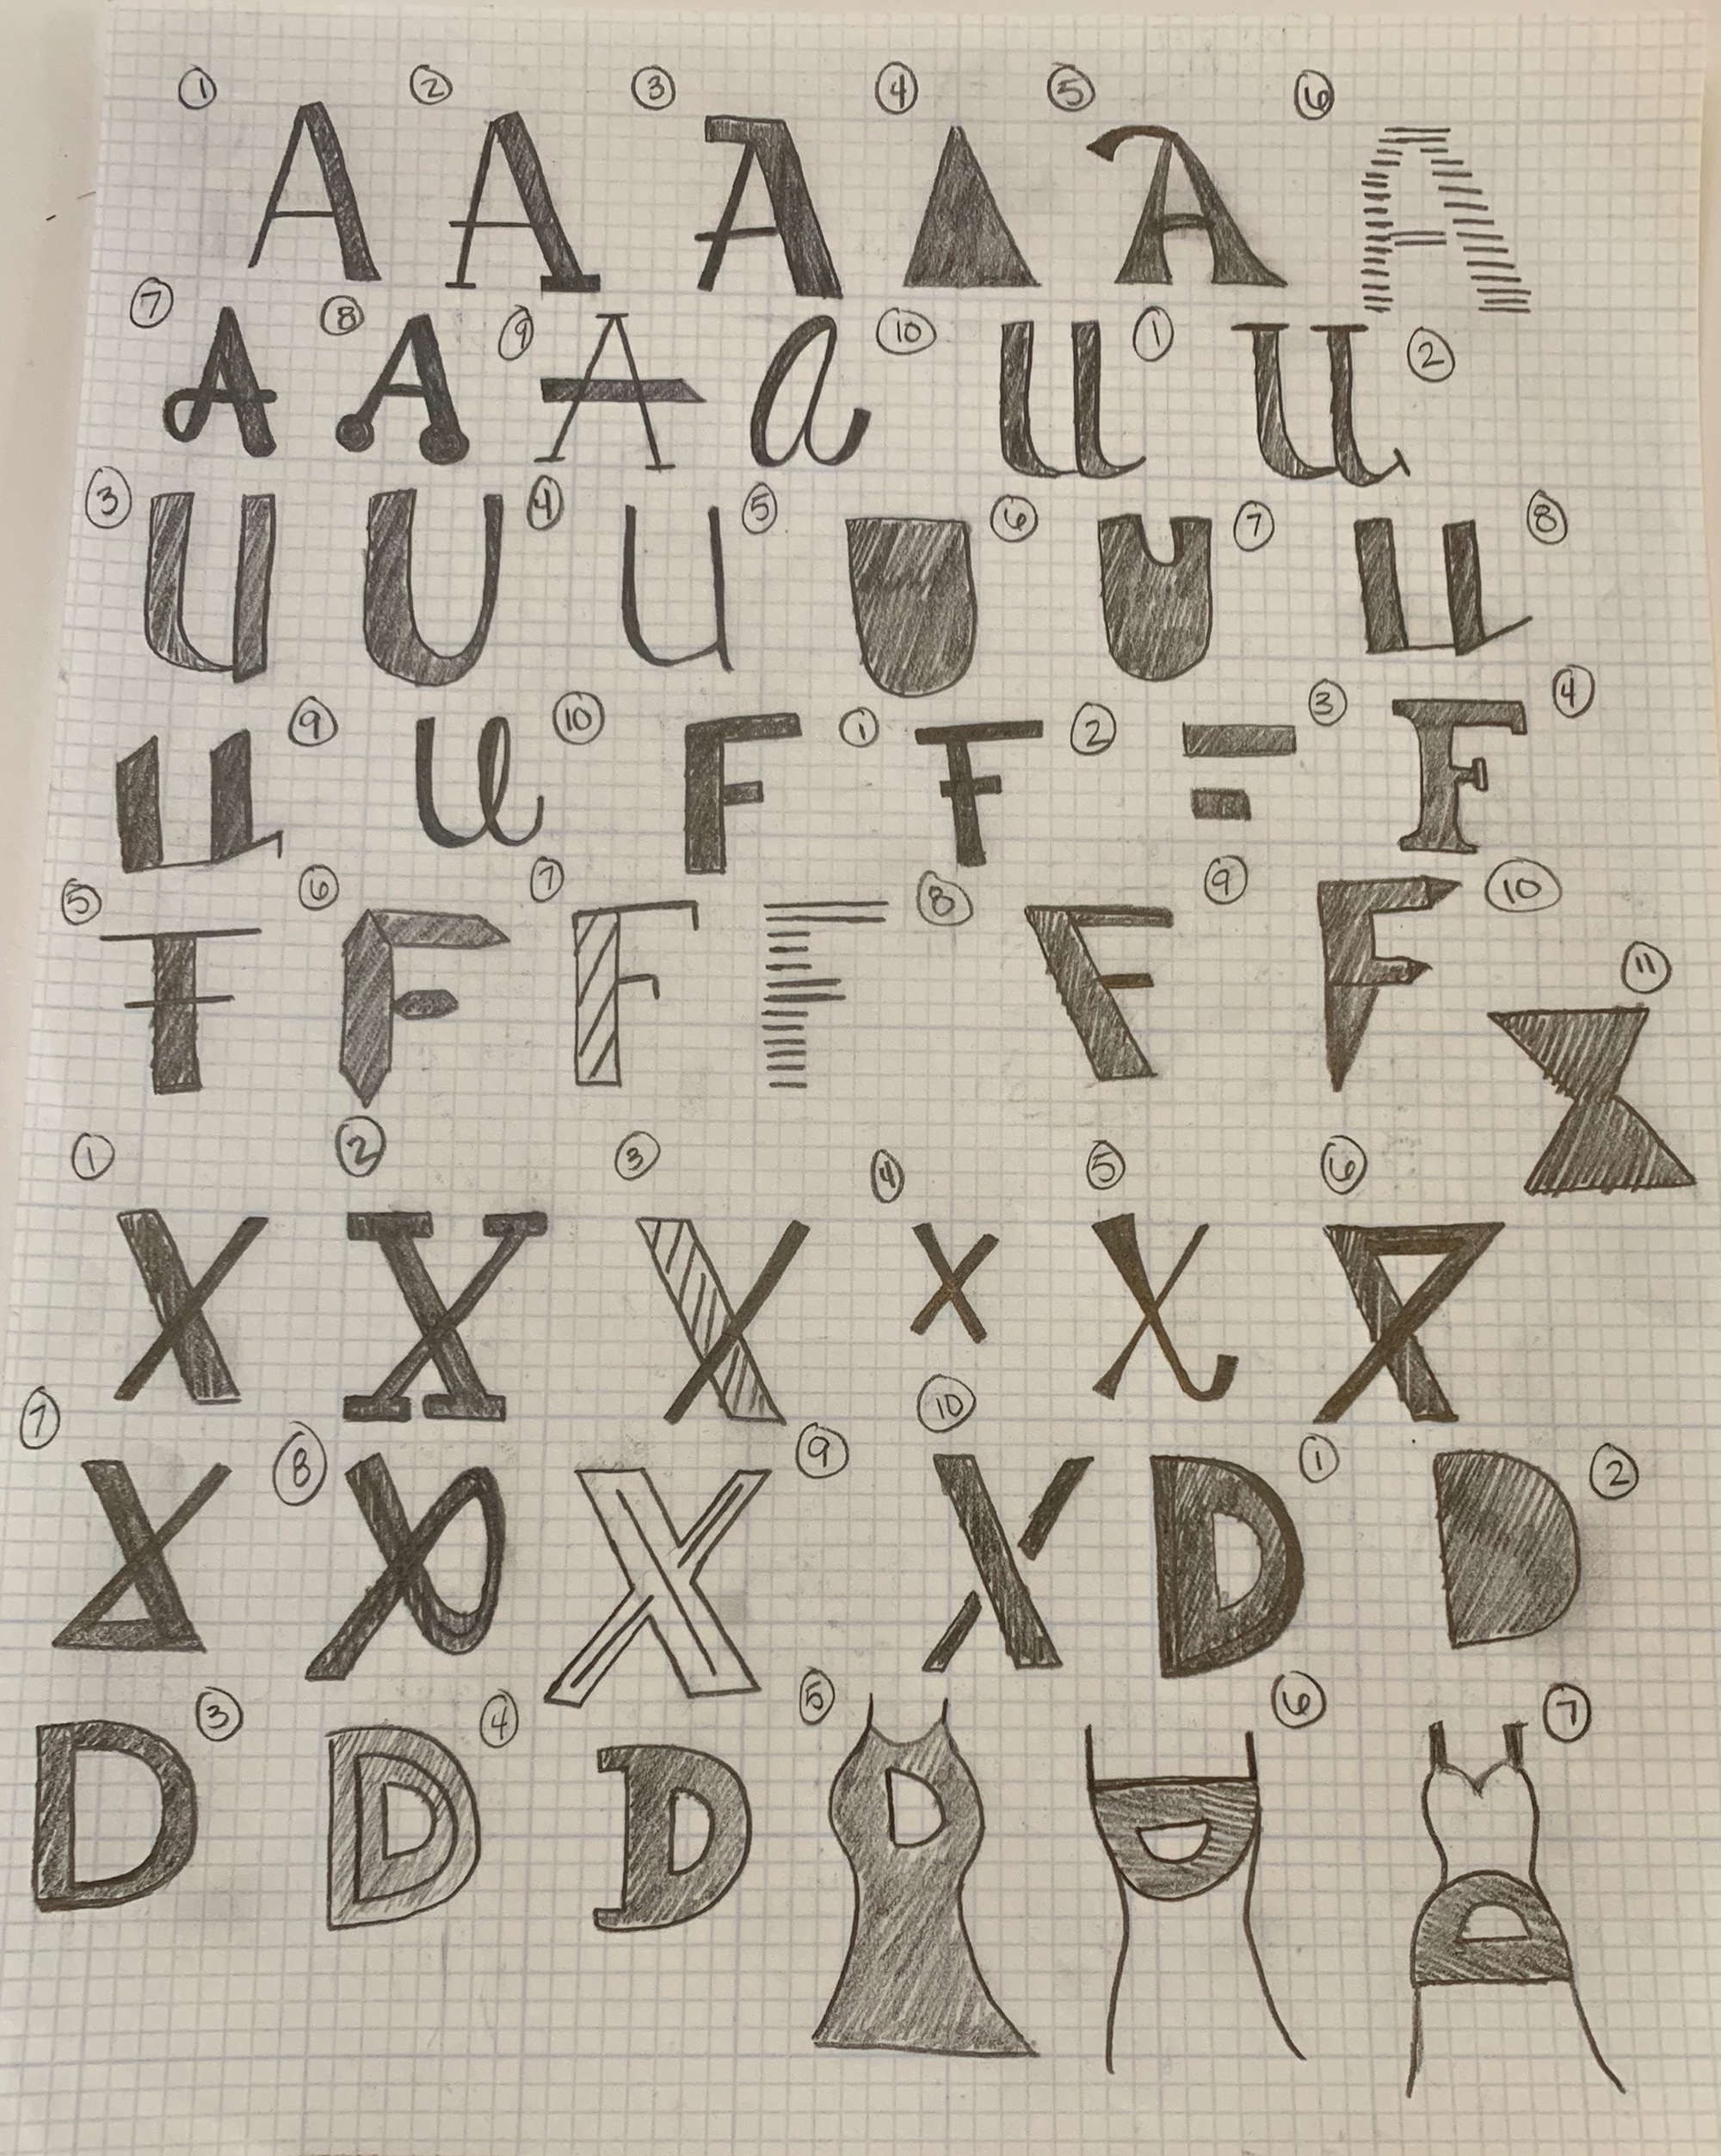 ① ② ③ ④ ⑤ ⑥
A A A A A A
⑦ A ⑧ A ⑨ A a ⑩ U ① U ②
③ U U ④ U ⑤ U ⑥ U ⑦ U ⑧
U ⑨ U ⑩ F ① F ② F ③ F ④
⑤ F ⑥ F ⑦ F F ⑧ F ⑨ F ⑩
⑪ X
① ② ③ ④ ⑤ ⑥
X X X X X X
⑦ X ⑧ X X ⑨ ⑩ X D ① D ②
D ③ D ④ D ⑤ D ⑥ D D ⑦